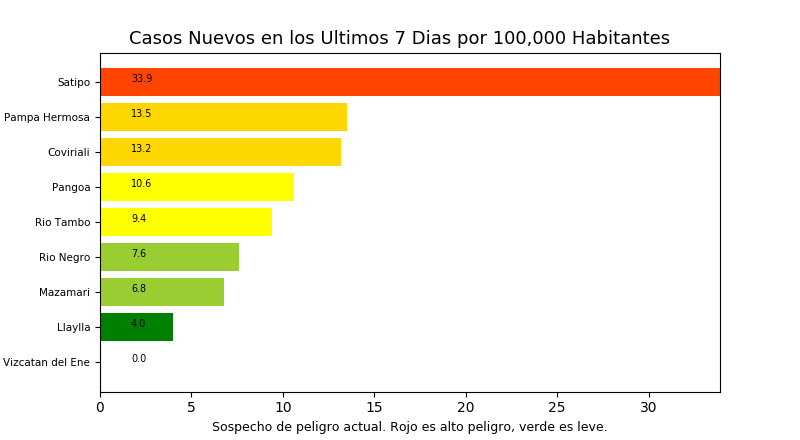 Casos Nuevos en los Ultimos 7 Dias por 100,000 Habitantes
Satipo 33.9
Pampa Hermosa 13.5
Coviriali 13.2
Pangoa 10.6
Rio Tambo 9.4
Rio Negro 7.6
Mazamari 6.8
Llaylla 4.0
Vizcatan del Ene 0.0
0 5 10 15 20 25 30
Sospecho de peligro actual. Rojo es alto peligro, verde es leve.